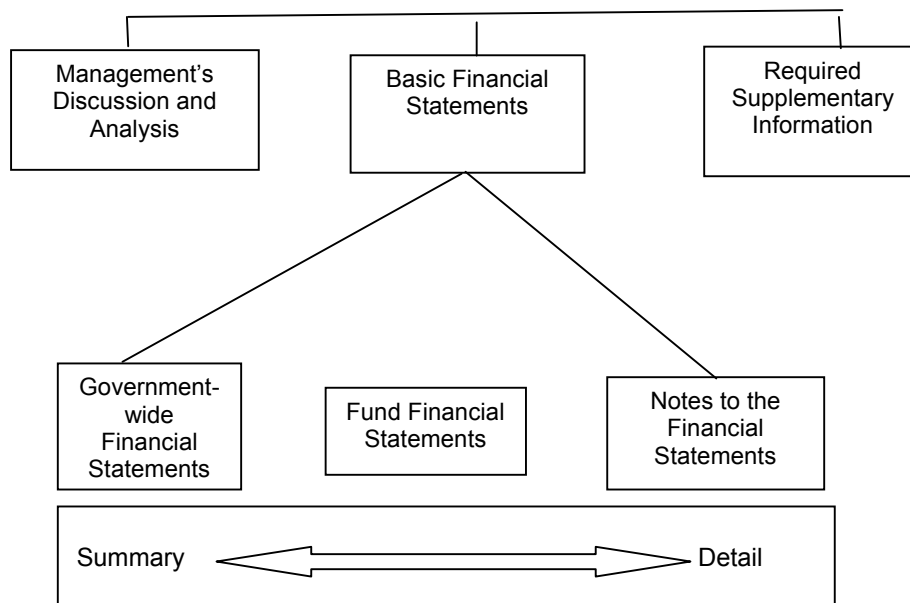 Management’s
Discussion and
Analysis
Basic Financial
Statements
Required
Supplementary
Information
Government-
wide
Financial
Statements
Fund Financial
Statements
Notes to the
Financial
Statements
Summary
Detail